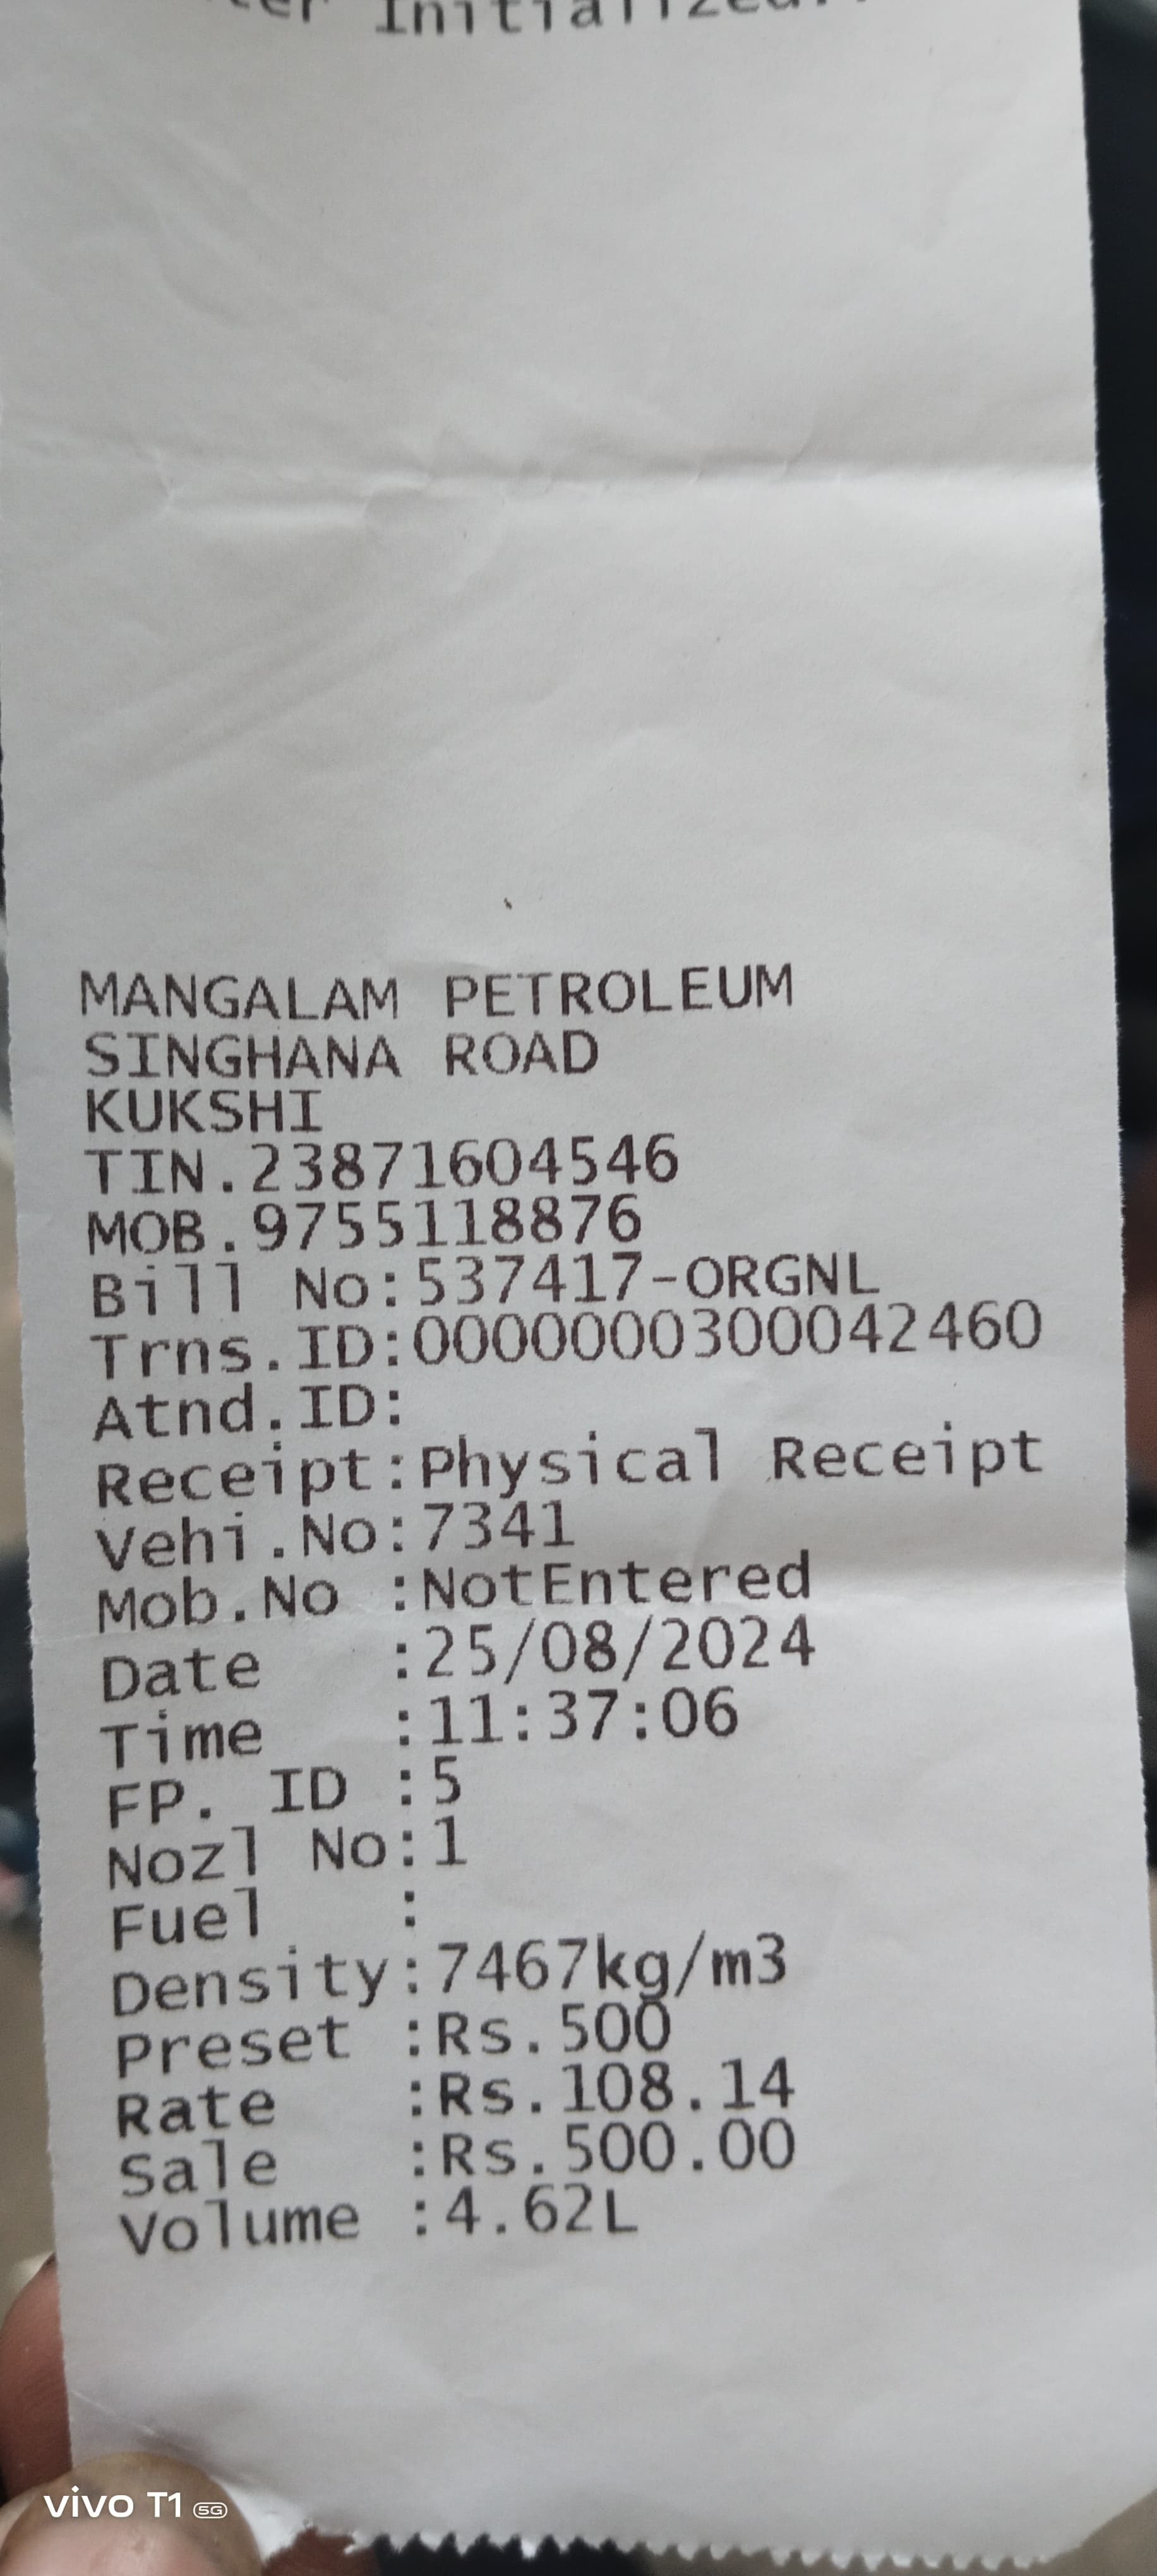 Initialized.
MANGALAM PETROLEUM
SINGHANA ROAD
KUKSHI
TIN.23871604546
MOB.9755118876
Bill No:537417-ORGNL
Trns.ID:0000000300042460
Atnd.ID:
Receipt:Physical Receipt
Vehi.No:7341
Mob.No :NotEntered
Date :25/08/2024
Time :11:37:06
FP. ID :5
Nozl No:1
Fuel :
Density:7467kg/m3
Preset :Rs.500
Rate :Rs.108.14
Sale :Rs.500.00
Volume :4.62L
vivo T1 5G